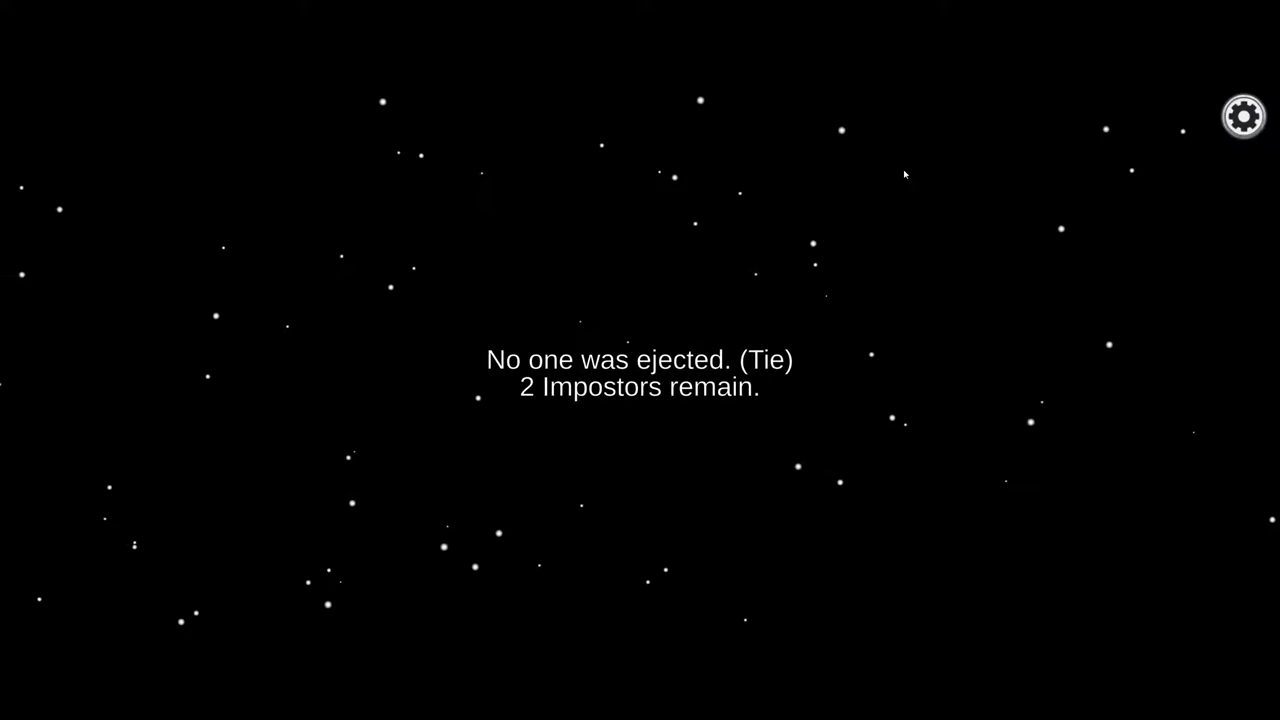 No one was ejected. (Tie)
2 Impostors remain.